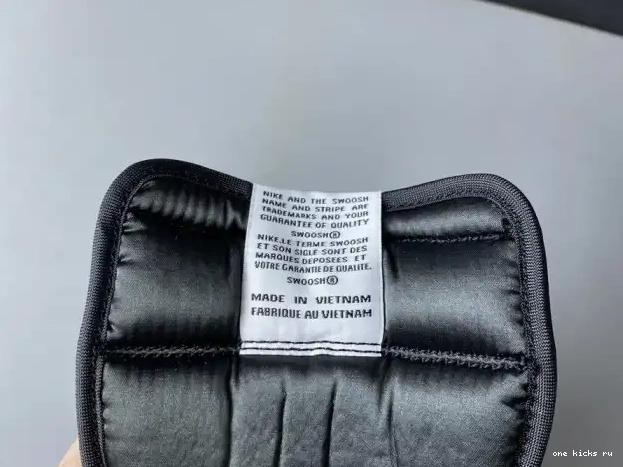 NIKE AND THE SWOOSH
NAME AND STRIPE ARE
TRADEMARKS AND YOUR
GUARANTEE OF QUALITY
SWOOSH®
NIKE.LE TERME SWOOSH
ET SON SIGLE SONT DES
MARQUES DEPOSEES ET
VOTRE GARANTIE DE QUALITE.
SWOOSH®
MADE IN VIETNAM
FABRIQUE AU VIETNAM
one kicks ru